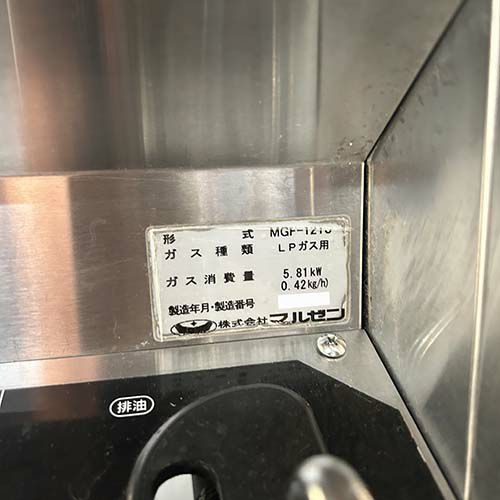 形 式 MGF-12TJ
ガス種類 LPガス用
ガス消費量 5.81kW
0.42kg/h)
製造年月・製造番号
株式会社マルゼン
排油